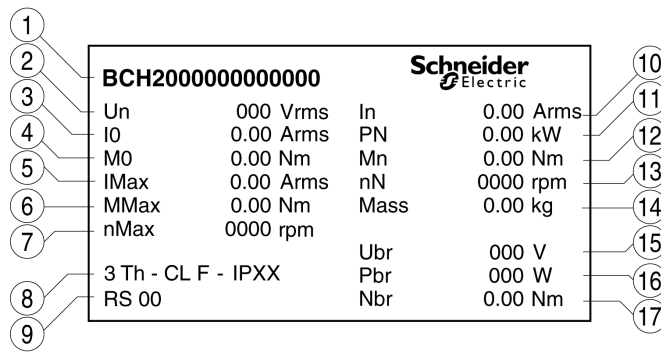 1
2
3
4
5
6
7
8
9
BCH2000000000000
Schneider
Electric
Un 000 Vrms In 0.00 Arms
I0 0.00 Arms PN 0.00 kW
M0 0.00 Nm Mn 0.00 Nm
IMax 0.00 Arms nN 0000 rpm
MMax 0.00 Nm Mass 0.00 kg
nMax 0000 rpm
Ubr 000 V
3 Th - CL F - IPXX Pbr 000 W
RS 00 Nbr 0.00 Nm
10
11
12
13
14
15
16
17